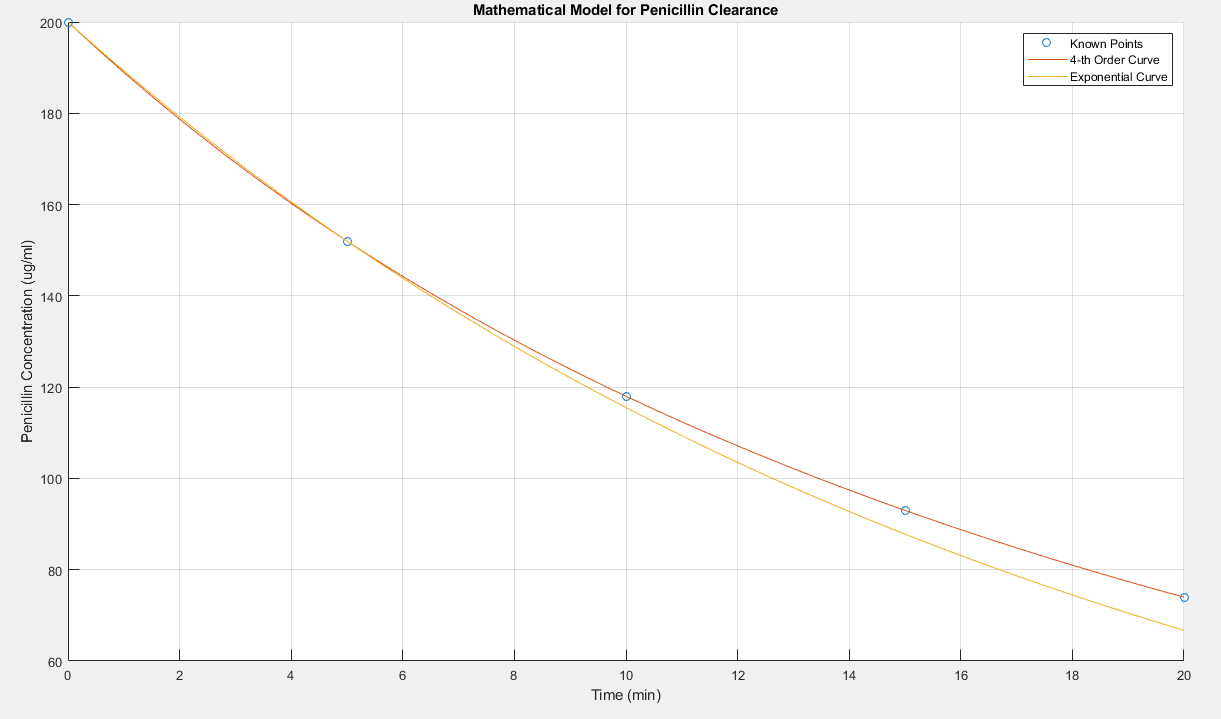 Mathematical Model for Penicillin Clearance
Known Points
4-th Order Curve
Exponential Curve
Penicillin Concentration (ug/ml)
200
180
160
140
120
100
80
60
0 2 4 6 8 10 12 14 16 18 20
Time (min)